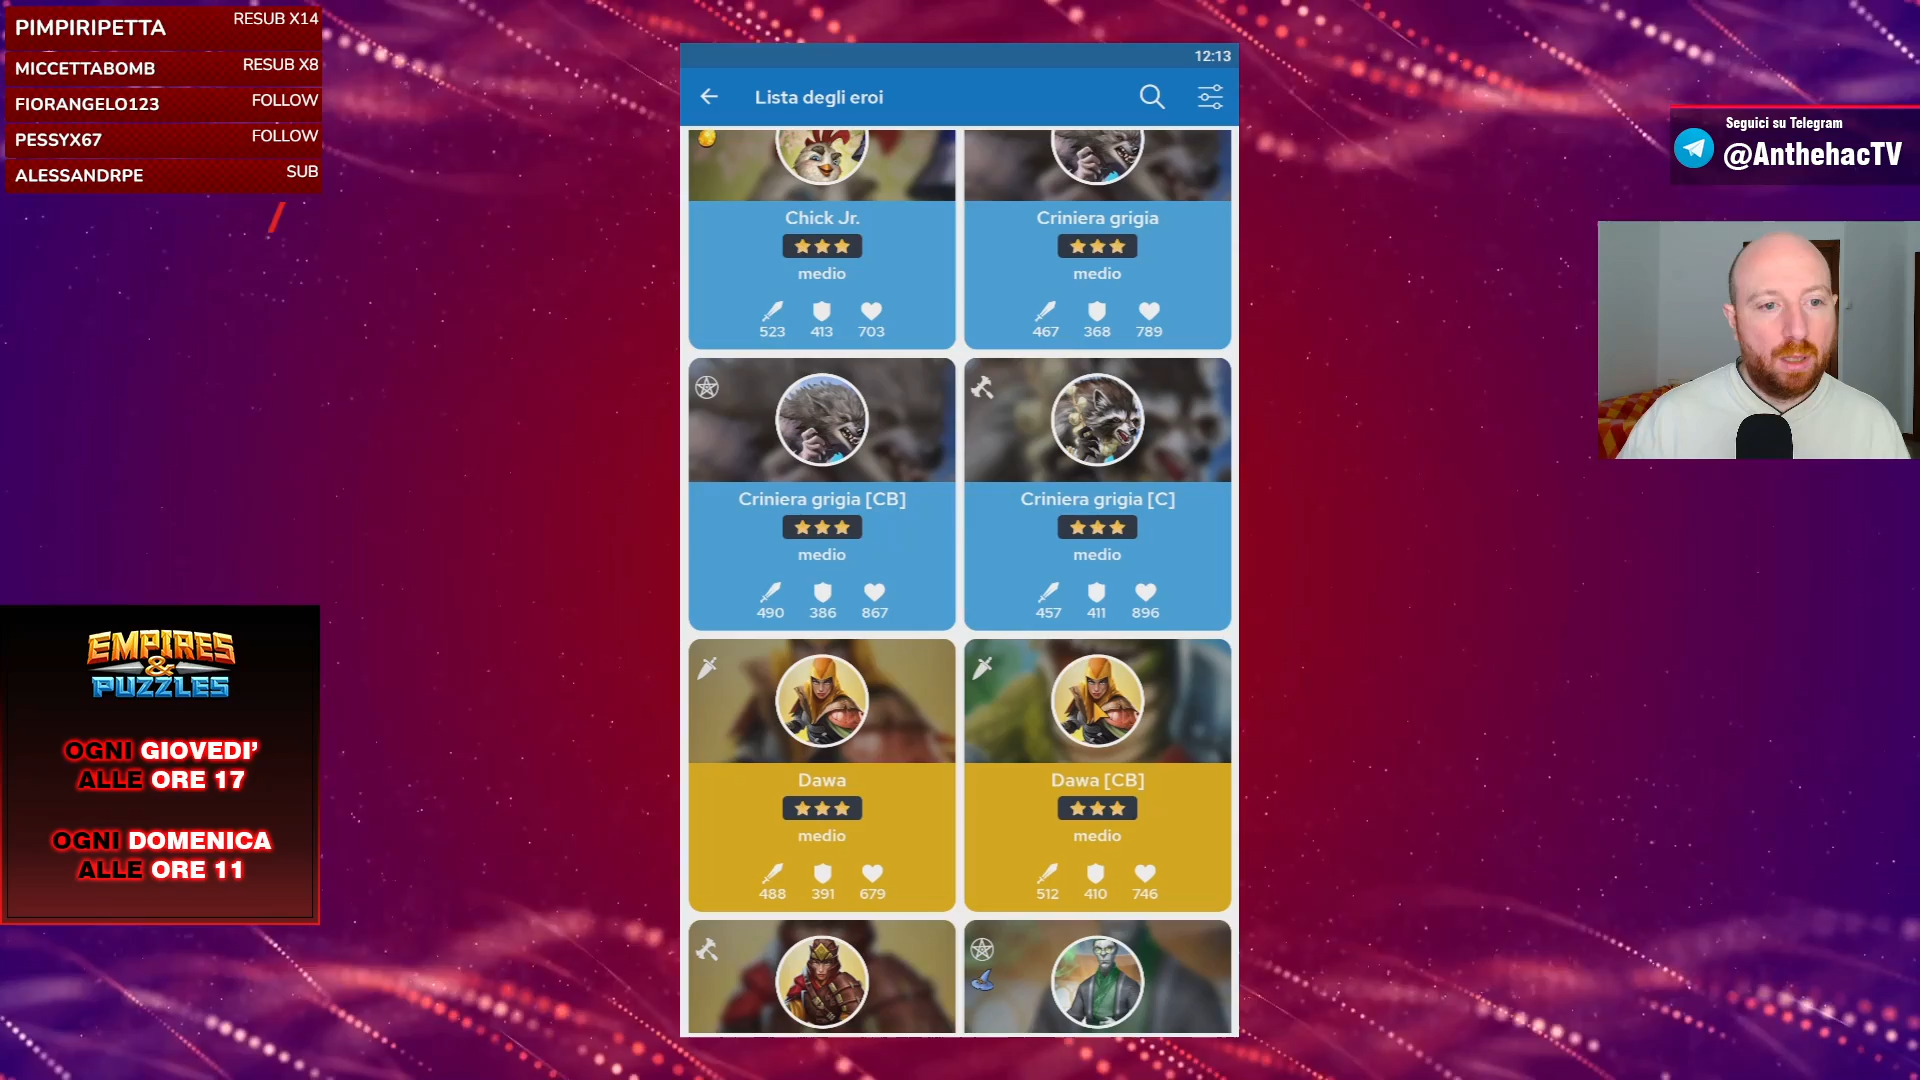 PIMPIRIPETTA RESUB X14
MICCETTABOMB RESUB X8
FIORANGELO123 FOLLOW
PESSYX67 FOLLOW
ALESSANDRPE SUB
12:13
Lista degli eroi
Seguici su Telegram
@AnthehacTV
Chick Jr.
medio
523 413 703
Criniera grigia
medio
467 368 789
Criniera grigia [CB]
medio
490 386 867
Criniera grigia [C]
medio
457 411 896
Dawa
medio
488 391 679
Dawa [CB]
medio
512 410 746
EMPIRES
&
PUZZLES
OGNI GIOVEDI'
ALLE ORE 17
OGNI DOMENICA
ALLE ORE 11